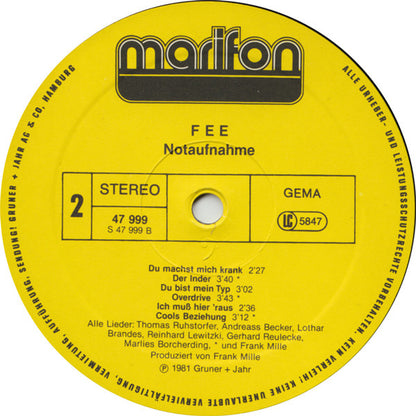 marifon
ALLE URHEBER- UND LEISTUNGSSCHUTZRECHTE VORBEHALTEN. KEIN VERLEIH! KEINE UNERLAUBTE VERVIELFÄLTIGUNG, VERMIETUNG, AUFFÜHRUNG, SENDUNG! GRUNER + JAHR AG & CO, HAMBURG
FEE
Notaufnahme
2
STEREO
GEMA
47 999
S 47 999 B
LC 5847
Du machst mich krank 2'27
Der Inder 3'40 *
Du bist mein Typ 3'02
Overdrive 3'43 *
Ich muß hier 'raus 2'36
Cools Beziehung 3'12 *
Alle Lieder: Thomas Ruhstorfer, Andreass Becker, Lothar
Brandes, Reinhard Lewitzki, Gerhard Reulecke,
Marlies Borcherding, * und Frank Mille
Produziert von Frank Mille
Ⓟ 1981 Gruner + Jahr